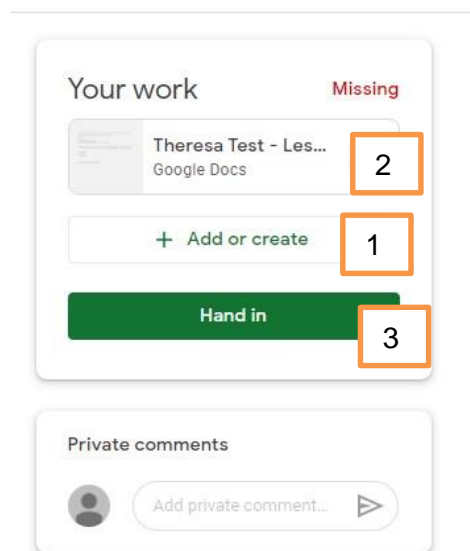 Your work Missing
Theresa Test - Les...
Google Docs
2
+ Add or create
1
Hand in
3
Private comments
Add private comment...